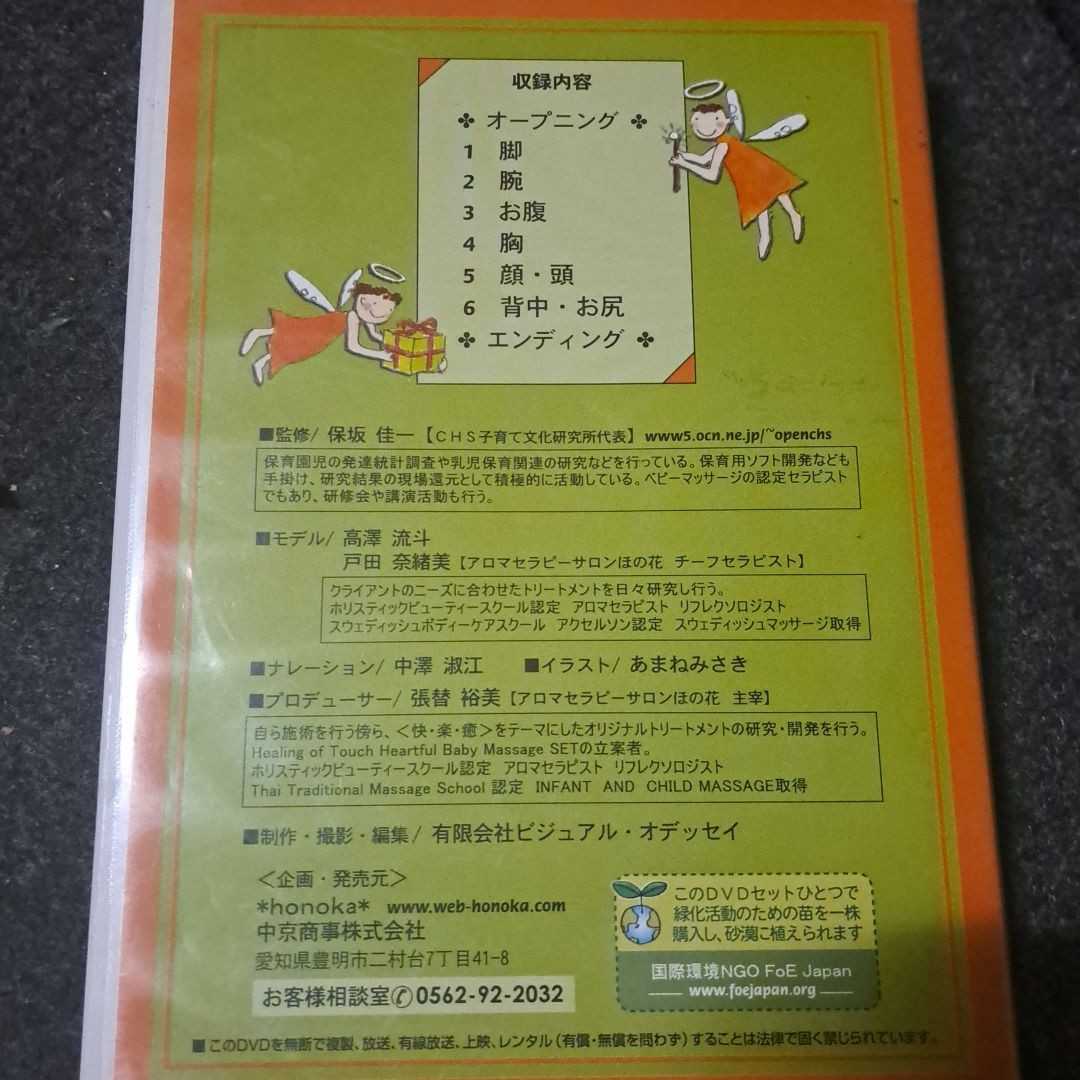 収録内容
✤ オープニング ✤
1 脚
2 腕
3 お腹
4 胸
5 顔・頭
6 背中・お尻
✤ エンディング ✤
■監修/ 保坂 佳一【CHS子育て文化研究所代表】 www5.ocn.ne.jp/~openchs
保育園児の発達統計調査や乳児保育関連の研究などを行っている。保育用ソフト開発なども
手掛け、研究結果の現場還元として積極的に活動している。ベビーマッサージの認定セラピスト
でもあり、研修会や講演活動も行う。
■モデル/ 高澤 流斗
戸田 奈緒美【アロマセラピーサロンほの花 チーフセラピスト】
クライアントのニーズに合わせたトリートメントを日々研究し行う。
ホリスティックビューティースクール認定 アロマセラピスト リフレクソロジスト
スウェディッシュボディーケアスクール アクセルソン認定 スウェディッシュマッサージ取得
■ナレーション/ 中澤 淑江 ■イラスト/ あまねみさき
■プロデューサー/ 張替 裕美【アロマセラピーサロンほの花 主宰】
自ら施術を行う傍ら、＜快・楽・癒＞をテーマにしたオリジナルトリートメントの研究・開発を行う。
Healing of Touch Heartful Baby Massage SETの立案者。
ホリスティックビューティースクール認定 アロマセラピスト リフレクソロジスト
Thai Traditional Massage School 認定 INFANT AND CHILD MASSAGE取得
■制作・撮影・編集/ 有限会社ビジュアル・オデッセイ
＜企画・発売元＞
*honoka* www.web-honoka.com
中京商事株式会社
愛知県豊明市二村台7丁目41-8
お客様相談室✆0562-92-2032
このDVDセットひとつで
緑化活動のための苗を一株
購入し、砂漠に植えられます
国際環境NGO FoE Japan
www.foejapan.org
■このDVDを無断で複製、放送、有線放送、上映、レンタル(有償・無償を問わず)することは法律で固く禁じられています。